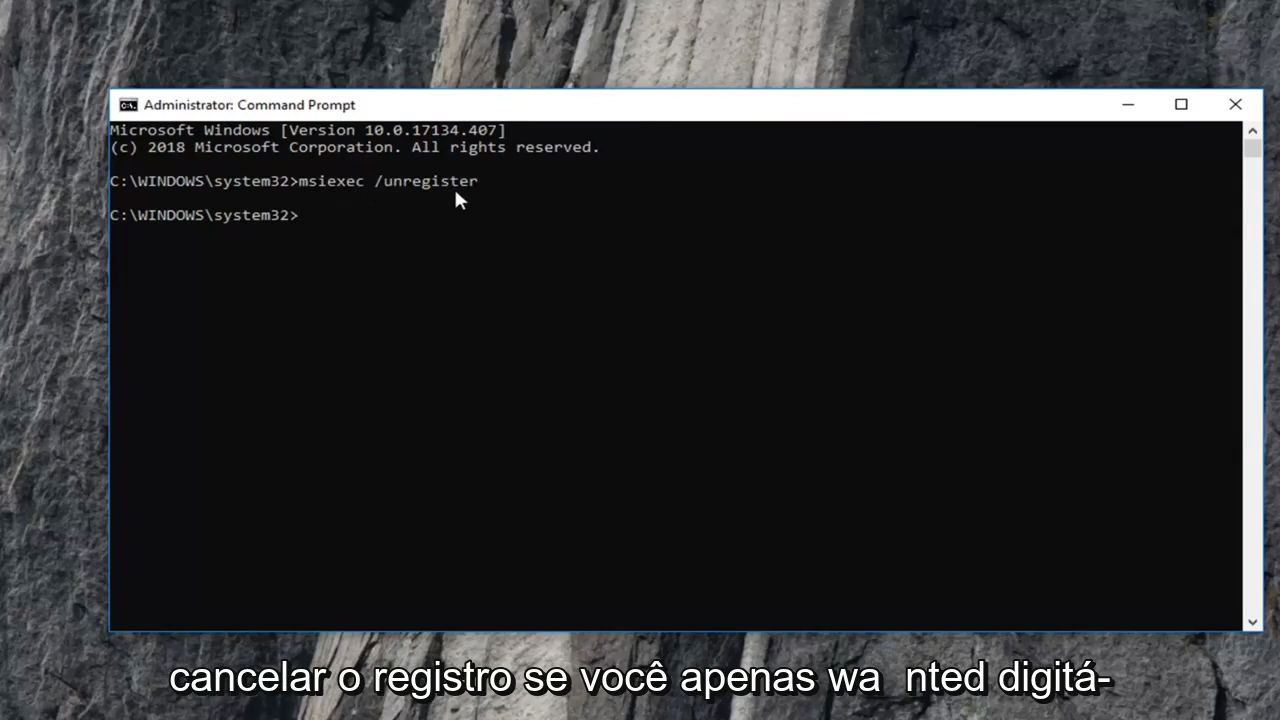 Administrator: Command Prompt
Microsoft Windows [Version 10.0.17134.407]
(c) 2018 Microsoft Corporation. All rights reserved.
C:\WINDOWS\system32>msiexec /unregister
C:\WINDOWS\system32>
cancelar o registro se você apenas wa nted digitá-